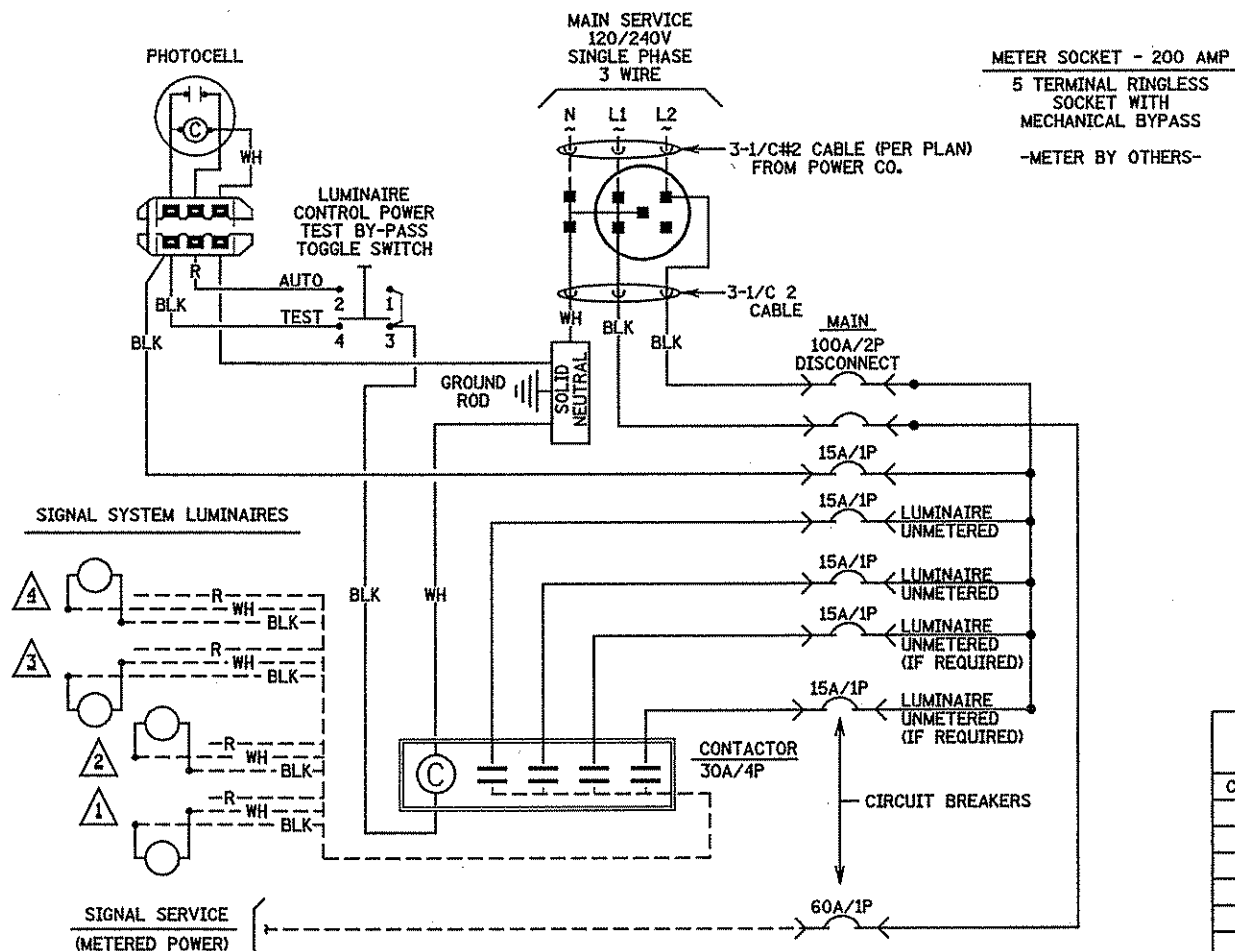 PHOTOCELL
C
WH
MAIN SERVICE
120/240V
SINGLE PHASE
3 WIRE
N L1 L2
3-1/C#2 CABLE (PER PLAN)
FROM POWER CO.
METER SOCKET - 200 AMP
5 TERMINAL RINGLESS
SOCKET WITH
MECHANICAL BYPASS
-METER BY OTHERS-
LUMINAIRE
CONTROL POWER
TEST BY-PASS
TOGGLE SWITCH
R
AUTO
2 1
BLK
TEST
4 3
BLK
3-1/C 2
CABLE
WH
BLK
BLK
GROUND
ROD
SOLID
NEUTRAL
MAIN
100A/2P
DISCONNECT
15A/1P
15A/1P
LUMINAIRE
UNMETERED
15A/1P
LUMINAIRE
UNMETERED
15A/1P
LUMINAIRE
UNMETERED
(IF REQUIRED)
15A/1P
LUMINAIRE
UNMETERED
(IF REQUIRED)
SIGNAL SYSTEM LUMINAIRES
4
R
WH
BLK
3
R
WH
BLK
2
R
WH
BLK
1
R
WH
BLK
BLK
WH
C
CONTACTOR
30A/4P
CIRCUIT BREAKERS
60A/1P
SIGNAL SERVICE
(METERED POWER)
C